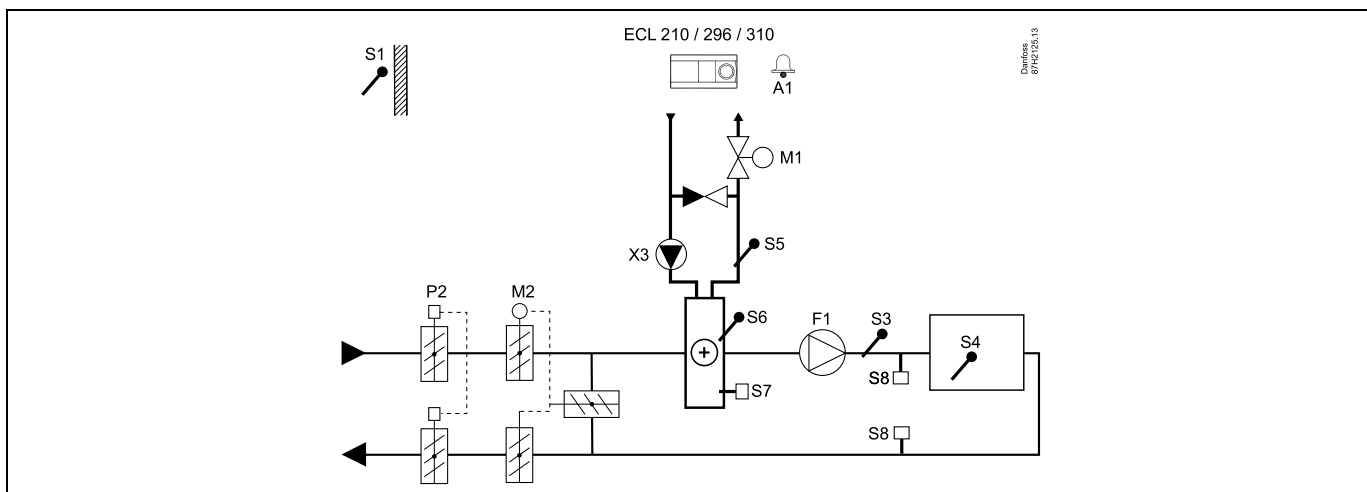 ECL 210 / 296 / 310
Danfoss
87H2125.13
S1
A1
M1
X3
S5
P2
M2
S6
F1
S3
S4
S8
S7
S8